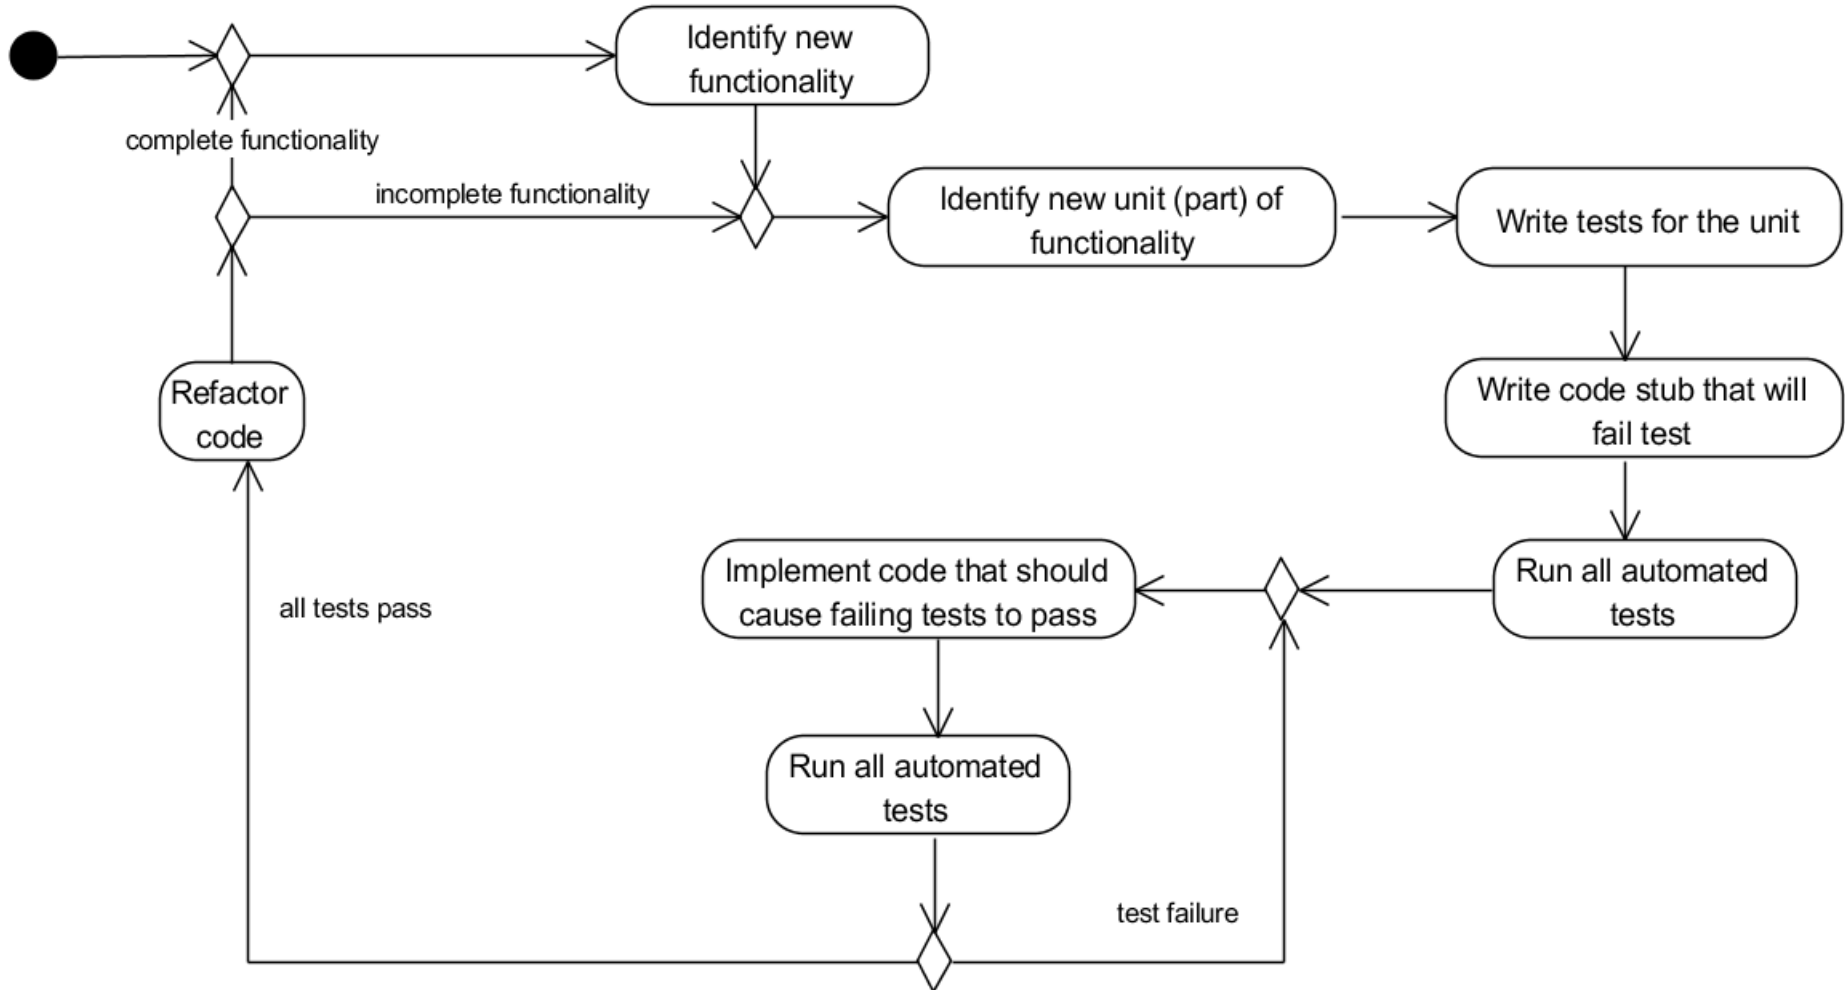 Identify new
functionality
complete functionality
incomplete functionality
Identify new unit (part) of
functionality
Write tests for the unit
Refactor
code
Write code stub that will
fail test
Implement code that should
cause failing tests to pass
Run all automated
tests
all tests pass
Run all automated
tests
test failure